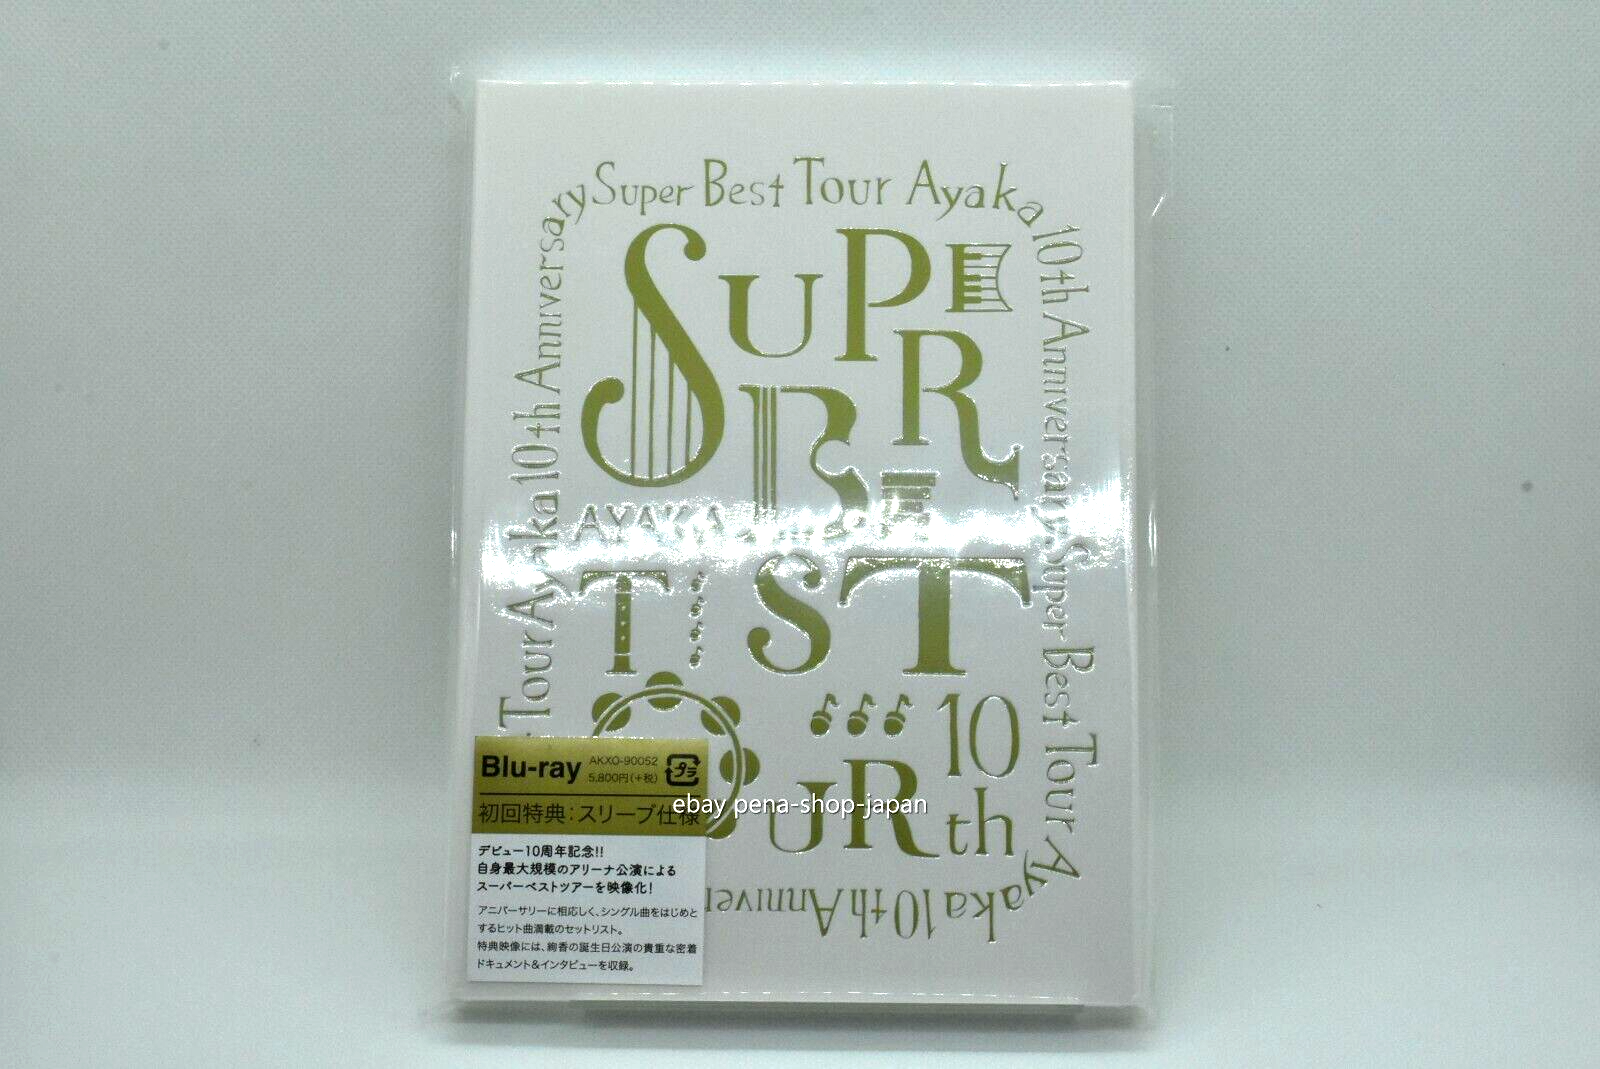 Super Best Tour Ayaka 10th Anniversary. Super Best Tour Ayaka 10th Anniver
Tour Ayaka 10th Anniversary
SUPER
BEST
AYAKA
TOUR
10th
Blu-ray
AKXO-90052
5,800円(+税)
プラ
初回特典:スリーブ仕様
ebay pena-shop-japan
デビュー10周年記念!!
自身最大規模のアリーナ公演による
スーパーベストツアーを映像化!
アニバーサリーに相応しく、シングル曲をはじめと
するヒット曲満載のセットリスト。
特典映像には、絢香の誕生日公演の貴重な密着
ドキュメント&インタビューを収録。